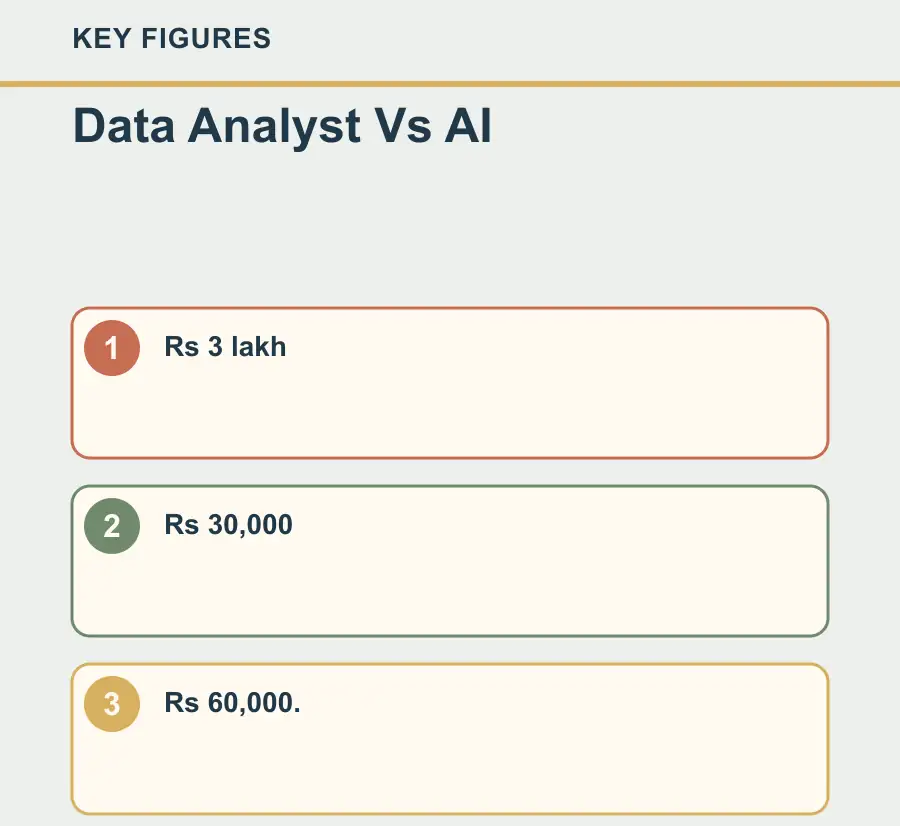 KEY FIGURES
Data Analyst Vs AI
1 Rs 3 lakh
2 Rs 30,000
3 Rs 60,000.